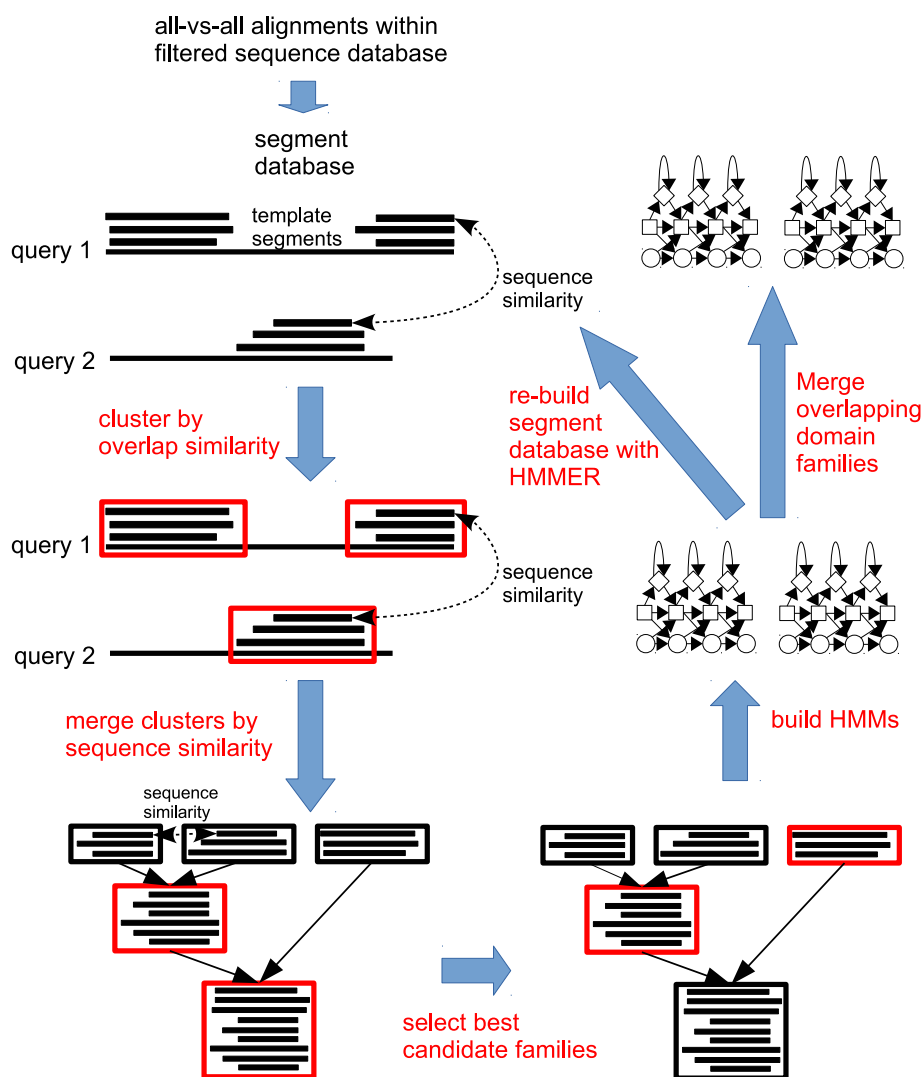 all-vs-all alignments within
filtered sequence database
segment
database
template
segments
query 1
sequence
similarity
query 2
cluster by
overlap similarity
re-build
segment
database with
HMMER
Merge
overlapping
domain
families
query 1
sequence
similarity
query 2
merge clusters by
sequence similarity
build HMMs
sequence
similarity
select best
candidate families